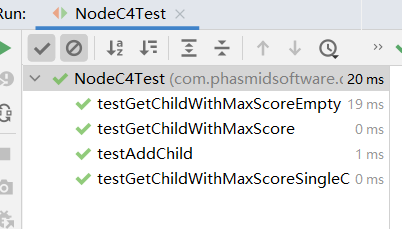 Run: NodeC4Test ×
NodeC4Test (com.phasmidsoftware.c 20 ms
testGetChildWithMaxScoreEmpty 19 ms
testGetChildWithMaxScore 0 ms
testAddChild 1 ms
testGetChildWithMaxScoreSingleC 0 ms